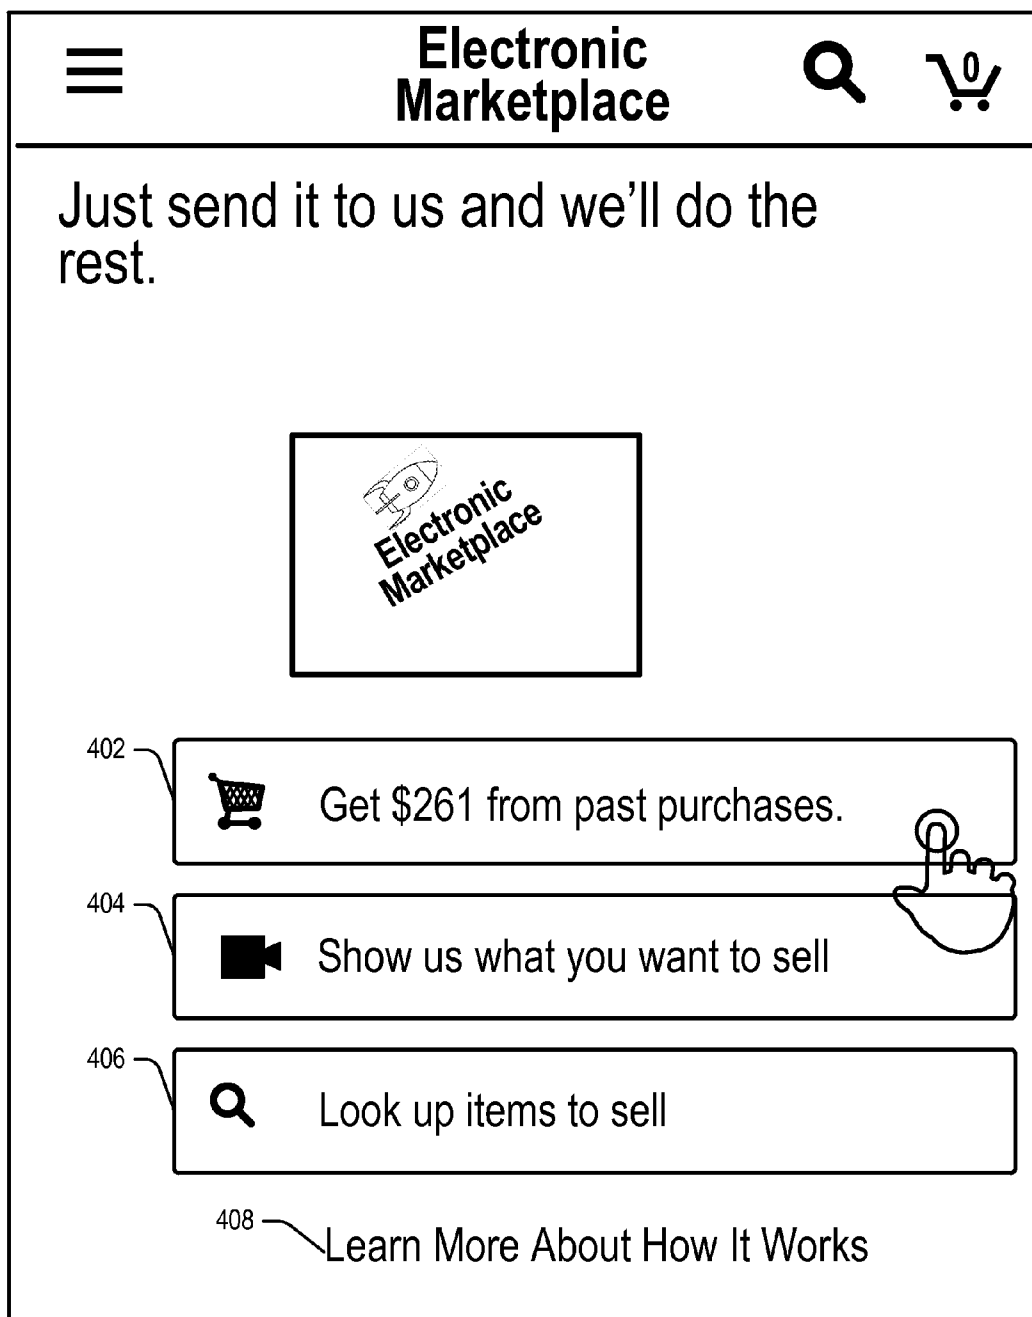 Electronic
Marketplace
0
Just send it to us and we'll do the
rest.
Electronic
Marketplace
402
Get $261 from past purchases.
404
Show us what you want to sell
406
Look up items to sell
408
Learn More About How It Works